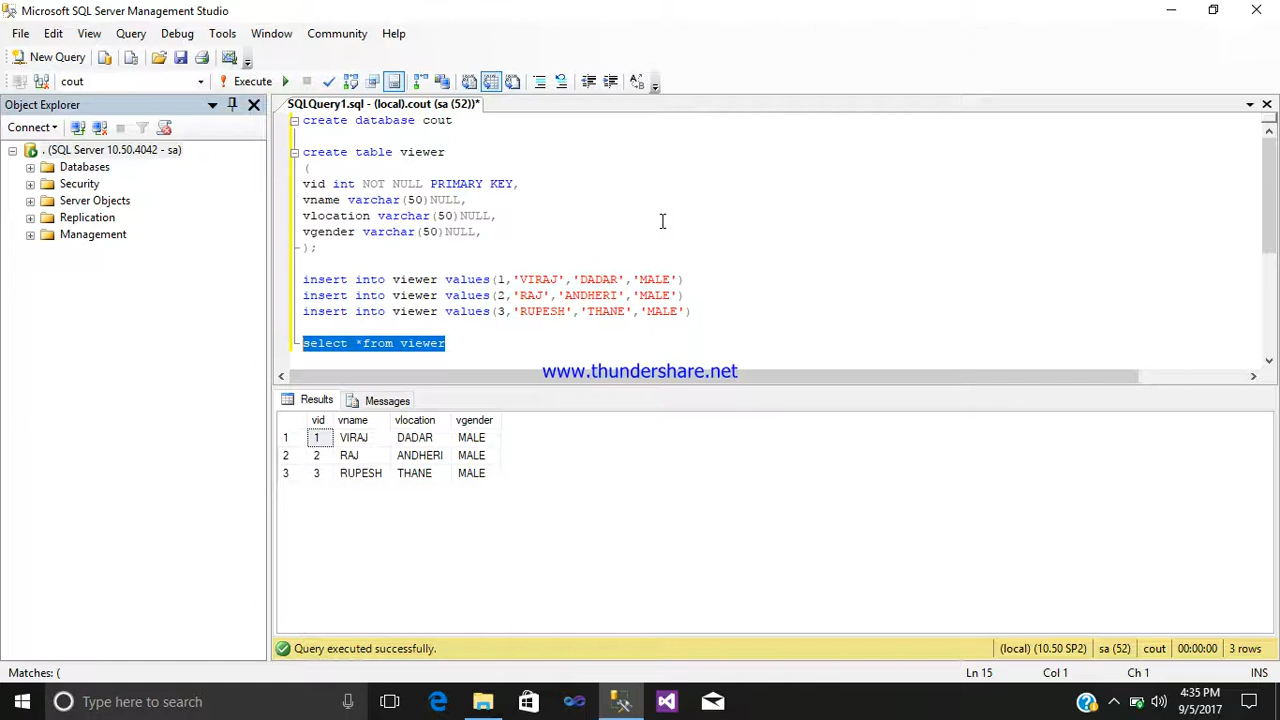 Microsoft SQL Server Management Studio
File Edit View Query Debug Tools Window Community Help
New Query
cout Execute
Object Explorer
SQLQuery1.sql - (local).cout (sa (52))*
Connect
. (SQL Server 10.50.4042 - sa)
Databases
Security
Server Objects
Replication
Management
create database cout
create table viewer
(
vid int NOT NULL PRIMARY KEY,
vname varchar(50)NULL,
vlocation varchar(50)NULL,
vgender varchar(50)NULL,
);
insert into viewer values(1,'VIRAJ','DADAR','MALE')
insert into viewer values(2,'RAJ','ANDHERI','MALE')
insert into viewer values(3,'RUPESH','THANE','MALE')
select *from viewer
www.thundershare.net
Results Messages
vid vname vlocation vgender
1 1 VIRAJ DADAR MALE
2 2 RAJ ANDHERI MALE
3 3 RUPESH THANE MALE
Query executed successfully. (local) (10.50 SP2) sa (52) cout 00:00:00 3 rows
Matches: ( Ln 15 Col 1 Ch 1 INS
Type here to search
4:35 PM
9/5/2017